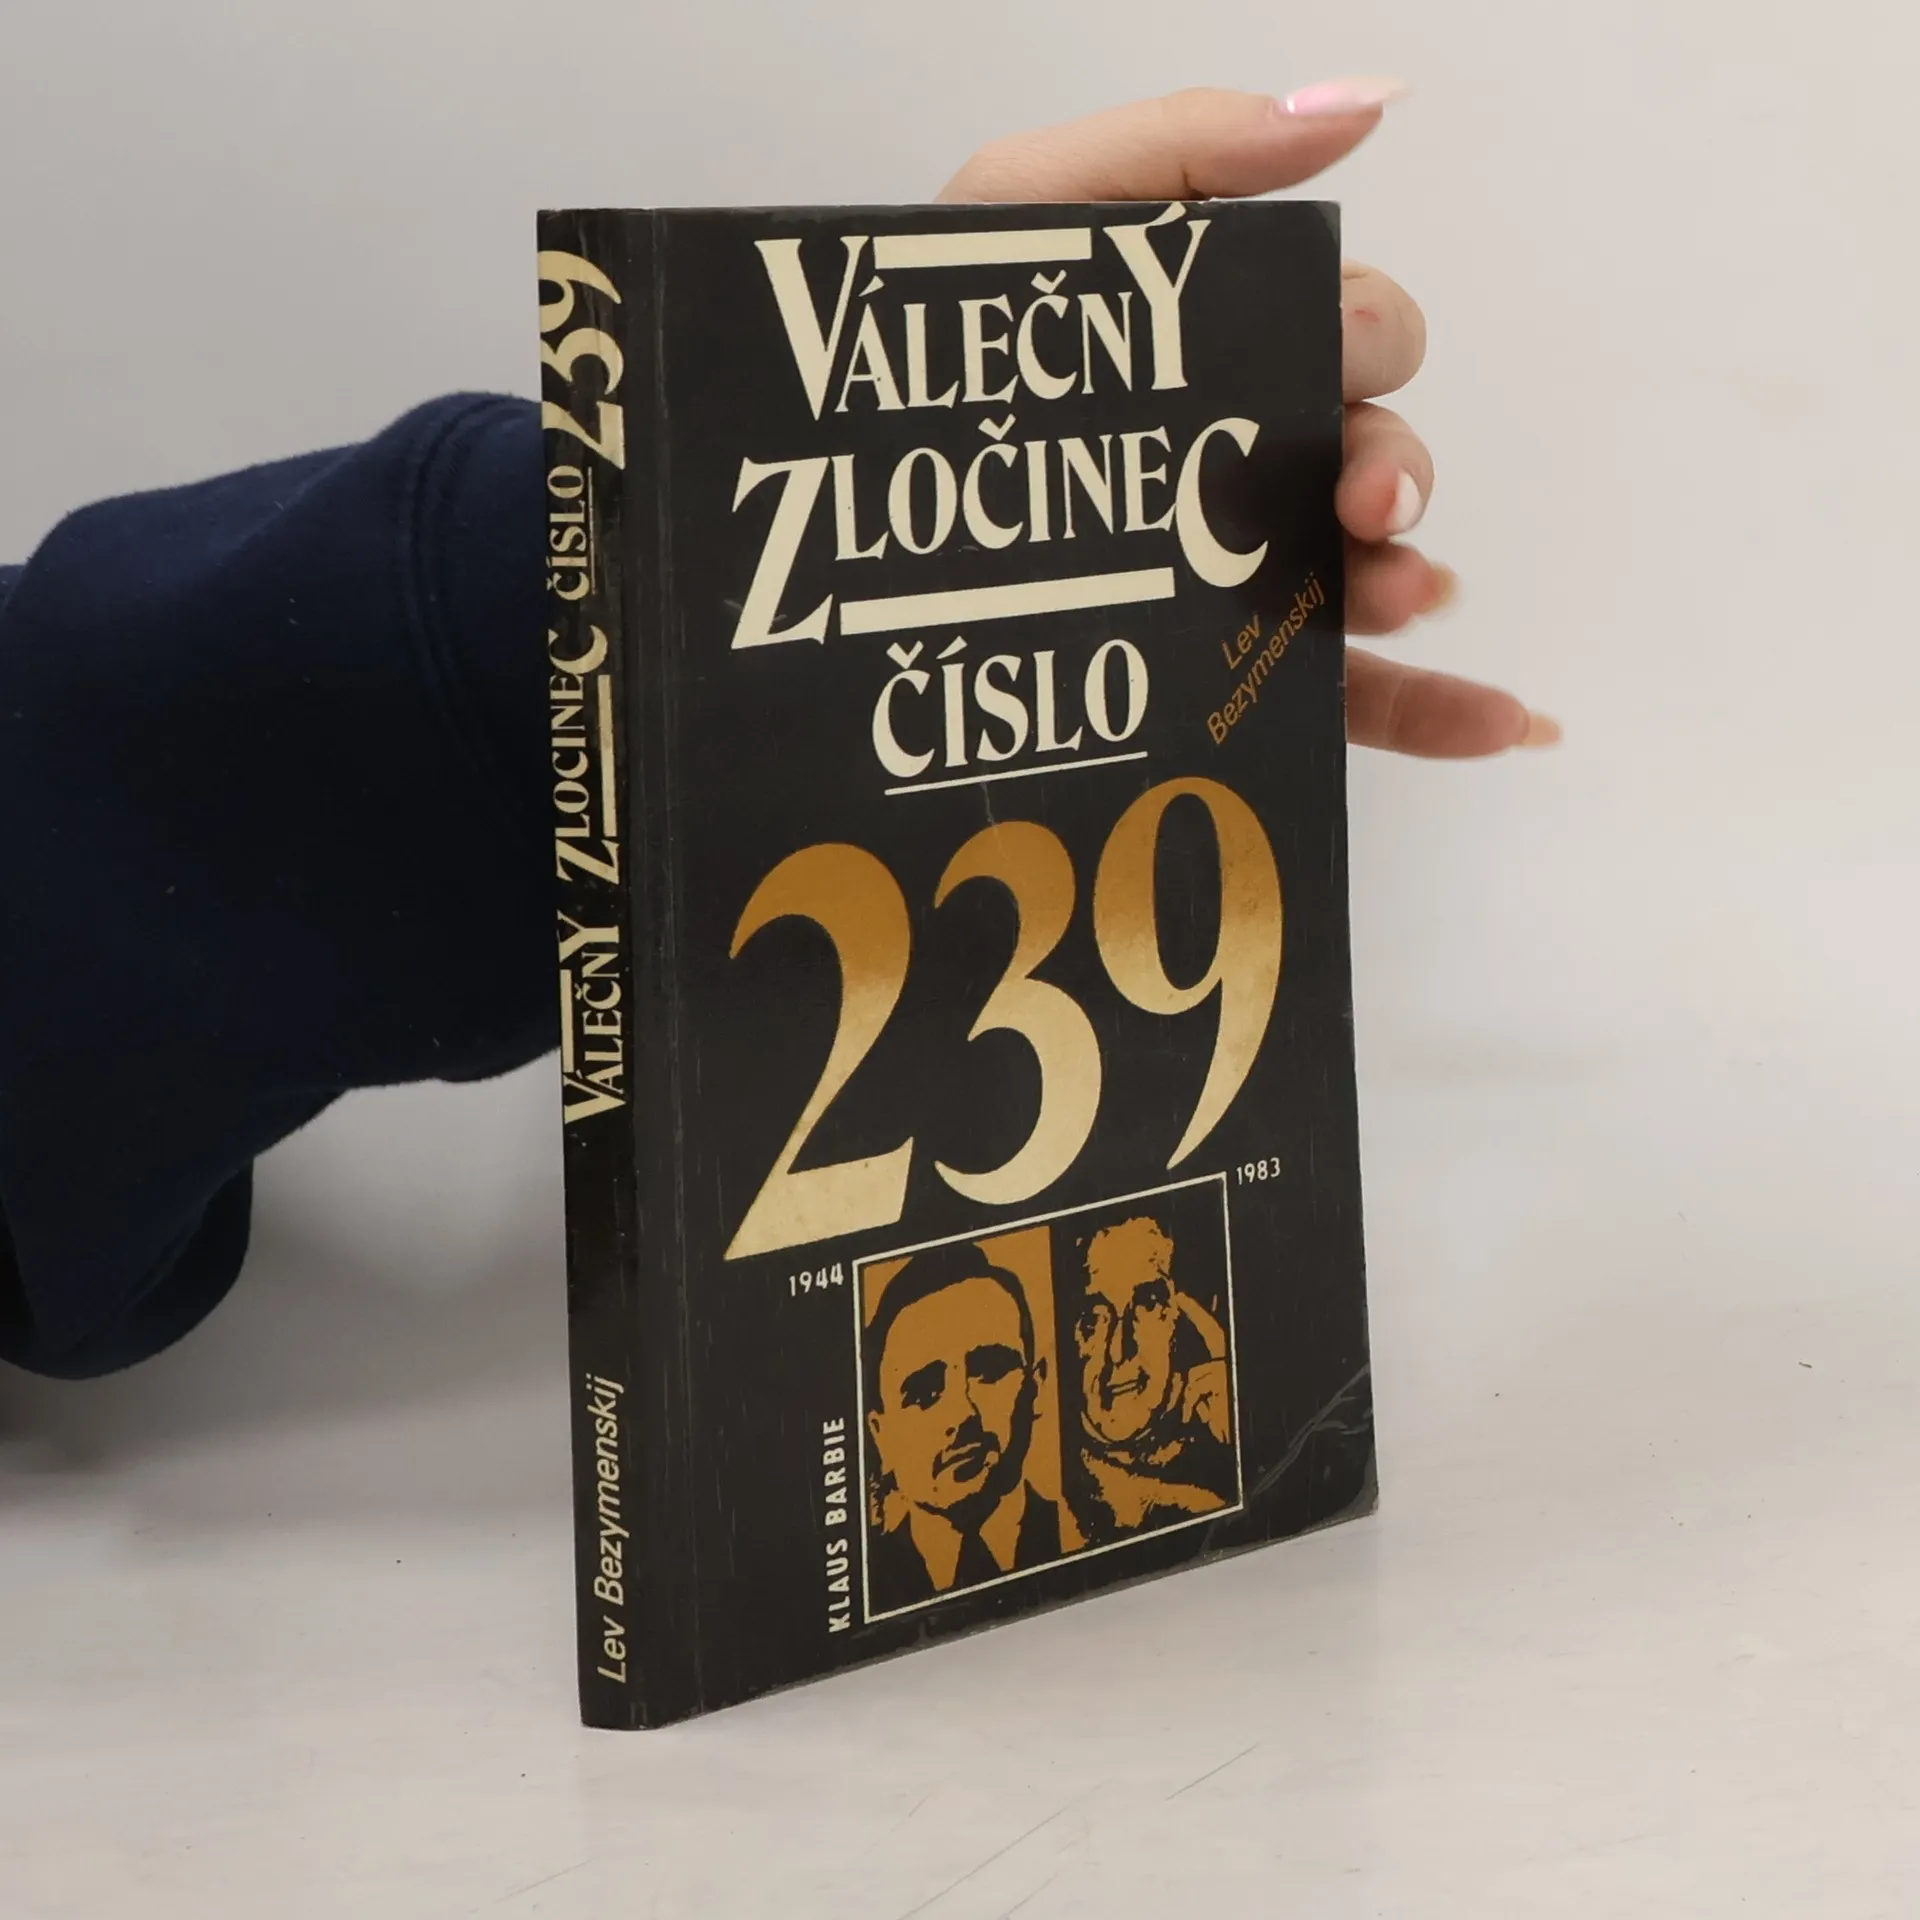 VÁLEČNÝ
ZLOČINEC
ČÍSLO
Lev
Bezymenskij
239
1944
1983
KLAUS BARBIE
VÁLEČNÝ ZLOČINEC ČÍSLO 239
Lev Bezymenskij